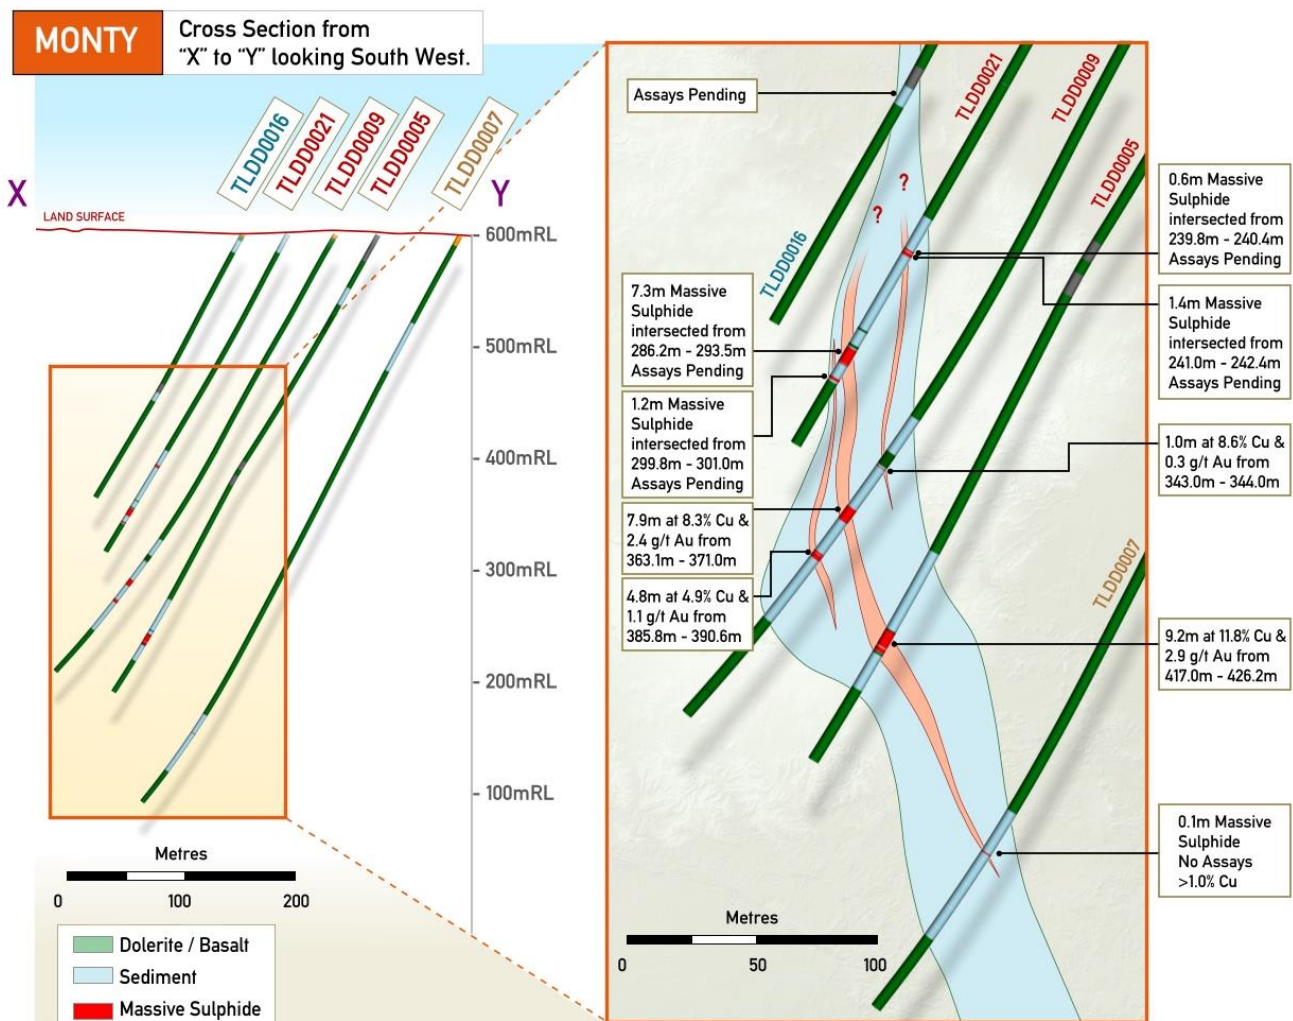 MONTY
Cross Section from
“X” to “Y” looking South West.
TLDD0016
TLDD0021
TLDD0009
TLDD0005
TLDD0007
X
Y
LAND SURFACE
600mRL
500mRL
400mRL
300mRL
200mRL
100mRL
Metres
0
100
200
Dolerite / Basalt
Sediment
Massive Sulphide
Assays Pending
TLDD0021
TLDD0009
TLDD0005
TLDD0016
TLDD0007
?
?
7.3m Massive
Sulphide
intersected from
286.2m - 293.5m
Assays Pending
1.2m Massive
Sulphide
intersected from
299.8m - 301.0m
Assays Pending
7.9m at 8.3% Cu &
2.4 g/t Au from
363.1m - 371.0m
4.8m at 4.9% Cu &
1.1 g/t Au from
385.8m - 390.6m
0.6m Massive
Sulphide
intersected from
239.8m - 240.4m
Assays Pending
1.4m Massive
Sulphide
intersected from
241.0m - 242.4m
Assays Pending
1.0m at 8.6% Cu &
0.3 g/t Au from
343.0m - 344.0m
9.2m at 11.8% Cu &
2.9 g/t Au from
417.0m - 426.2m
0.1m Massive
Sulphide
No Assays
>1.0% Cu
Metres
0
50
100